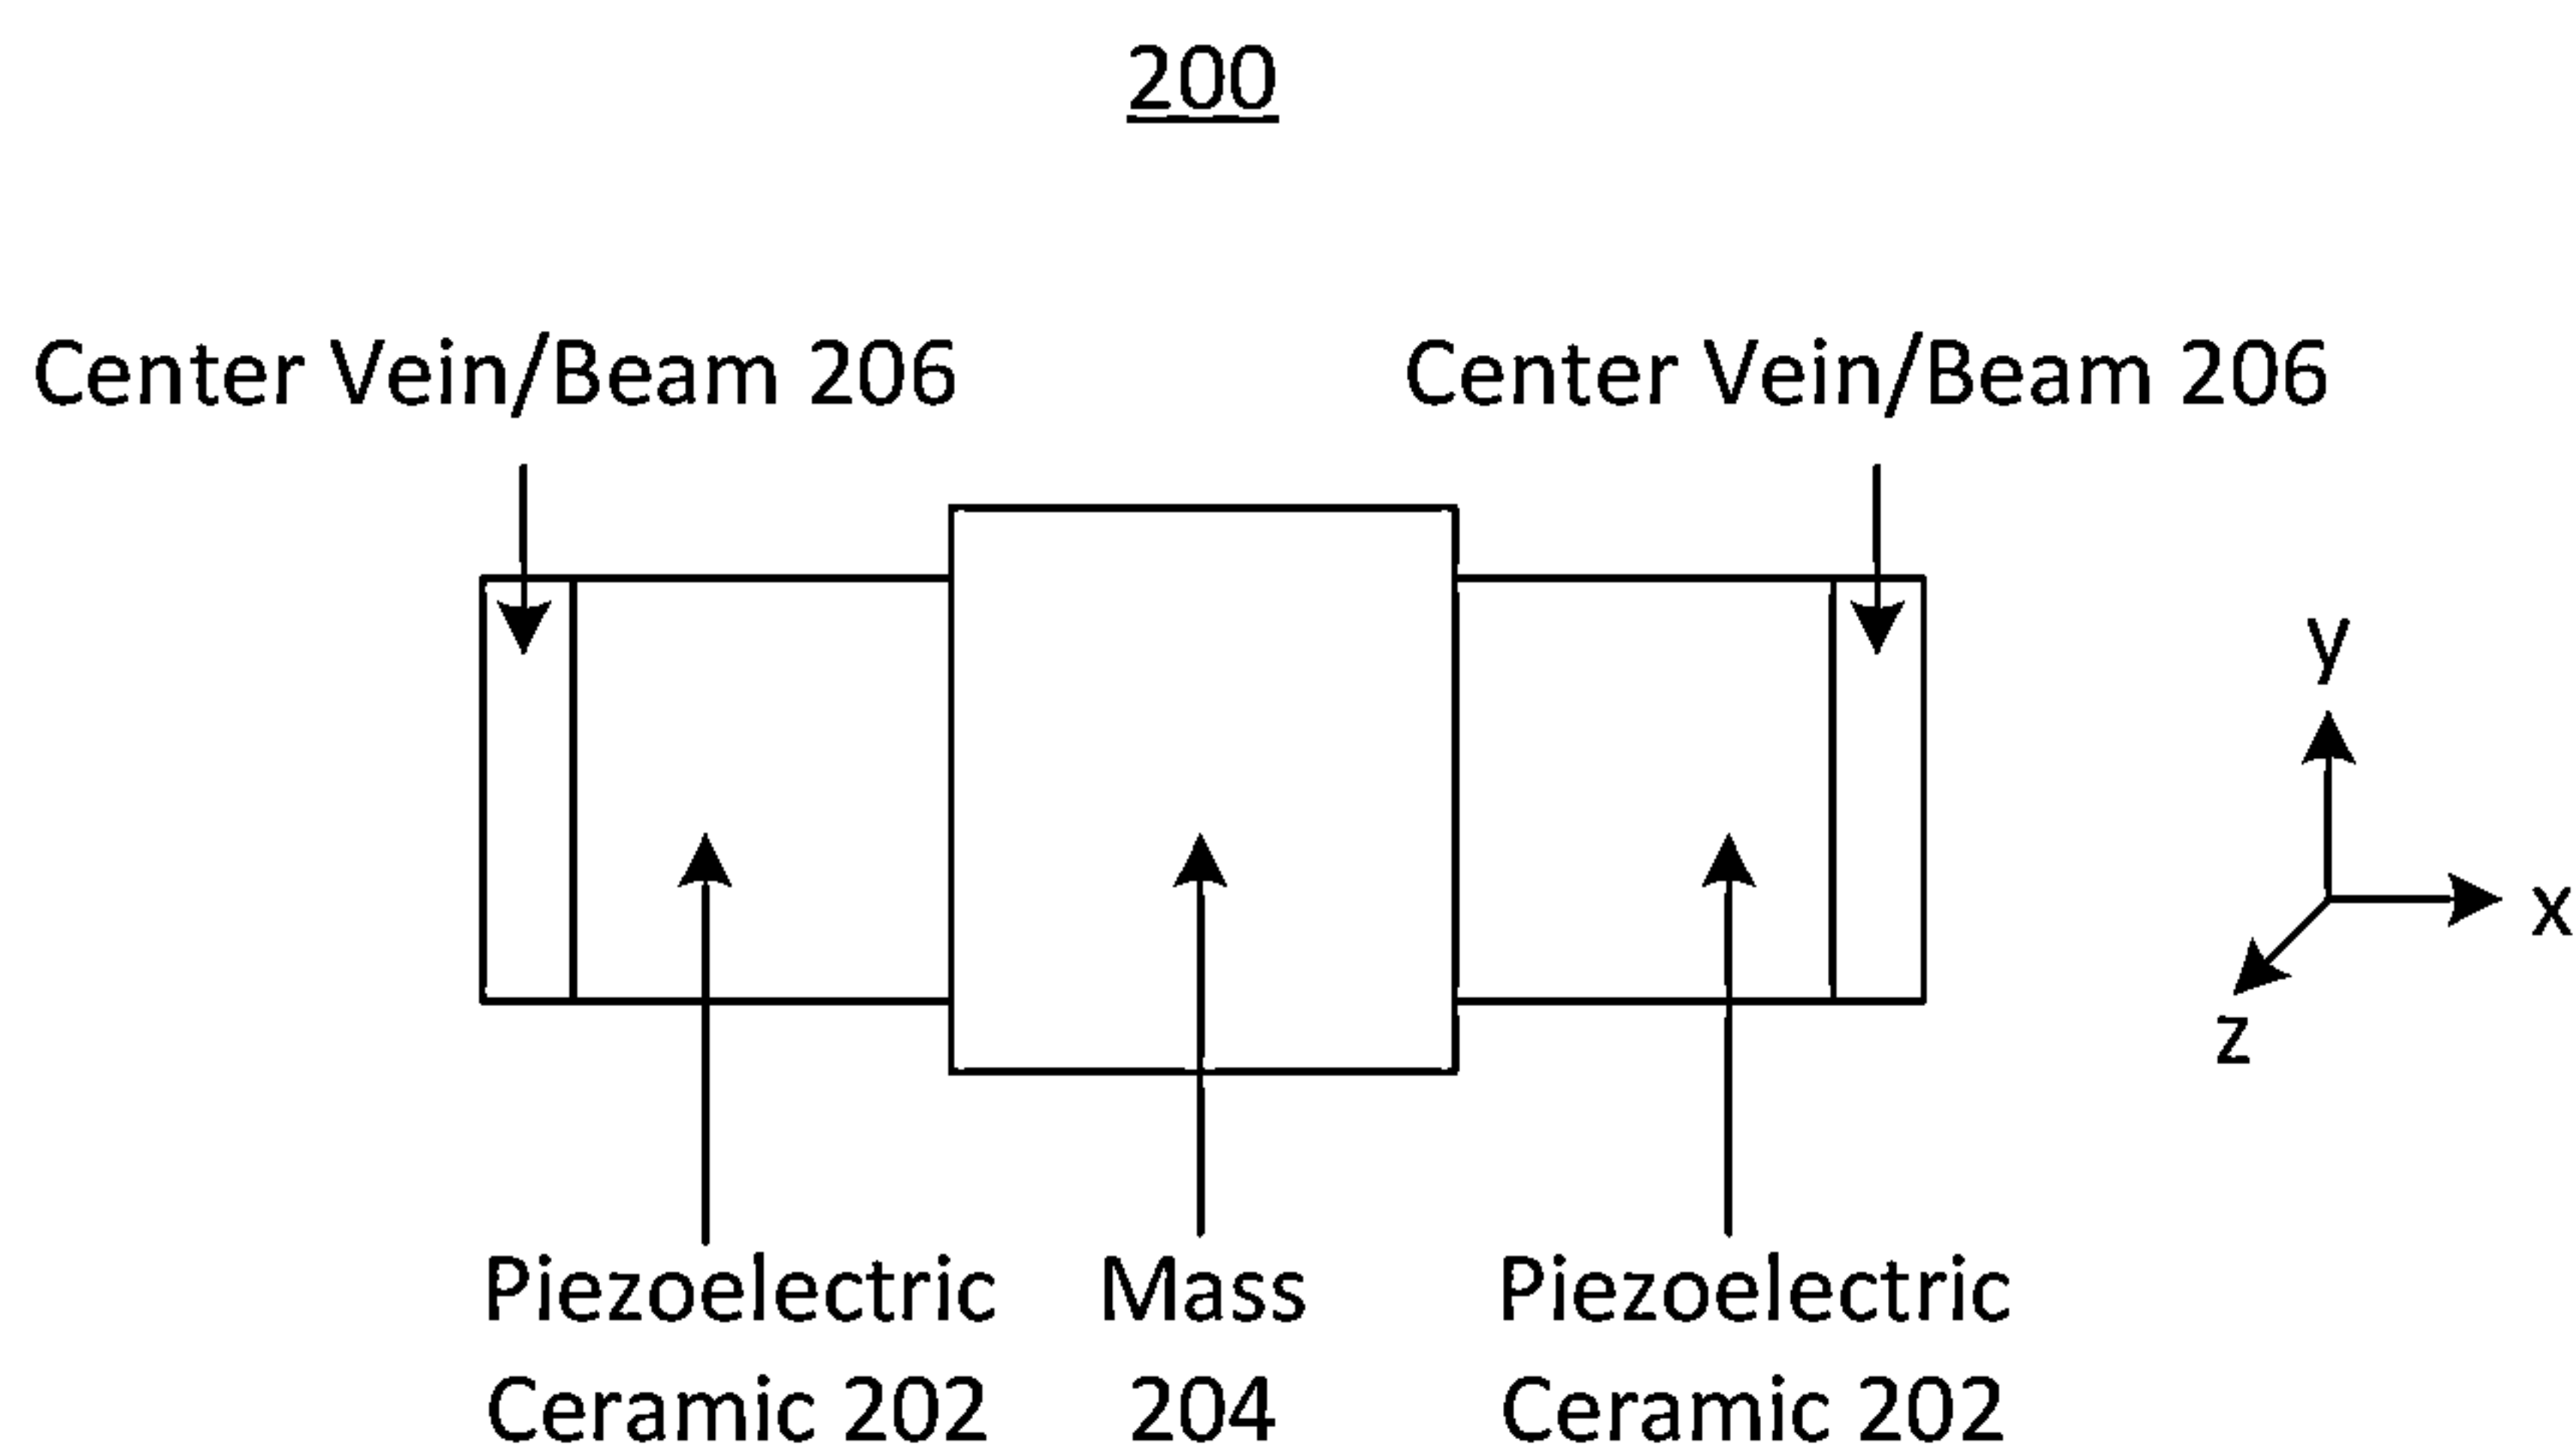 200
Center Vein/Beam 206
Center Vein/Beam 206
y
x
z
Piezoelectric
Ceramic 202
Mass
204
Piezoelectric
Ceramic 202